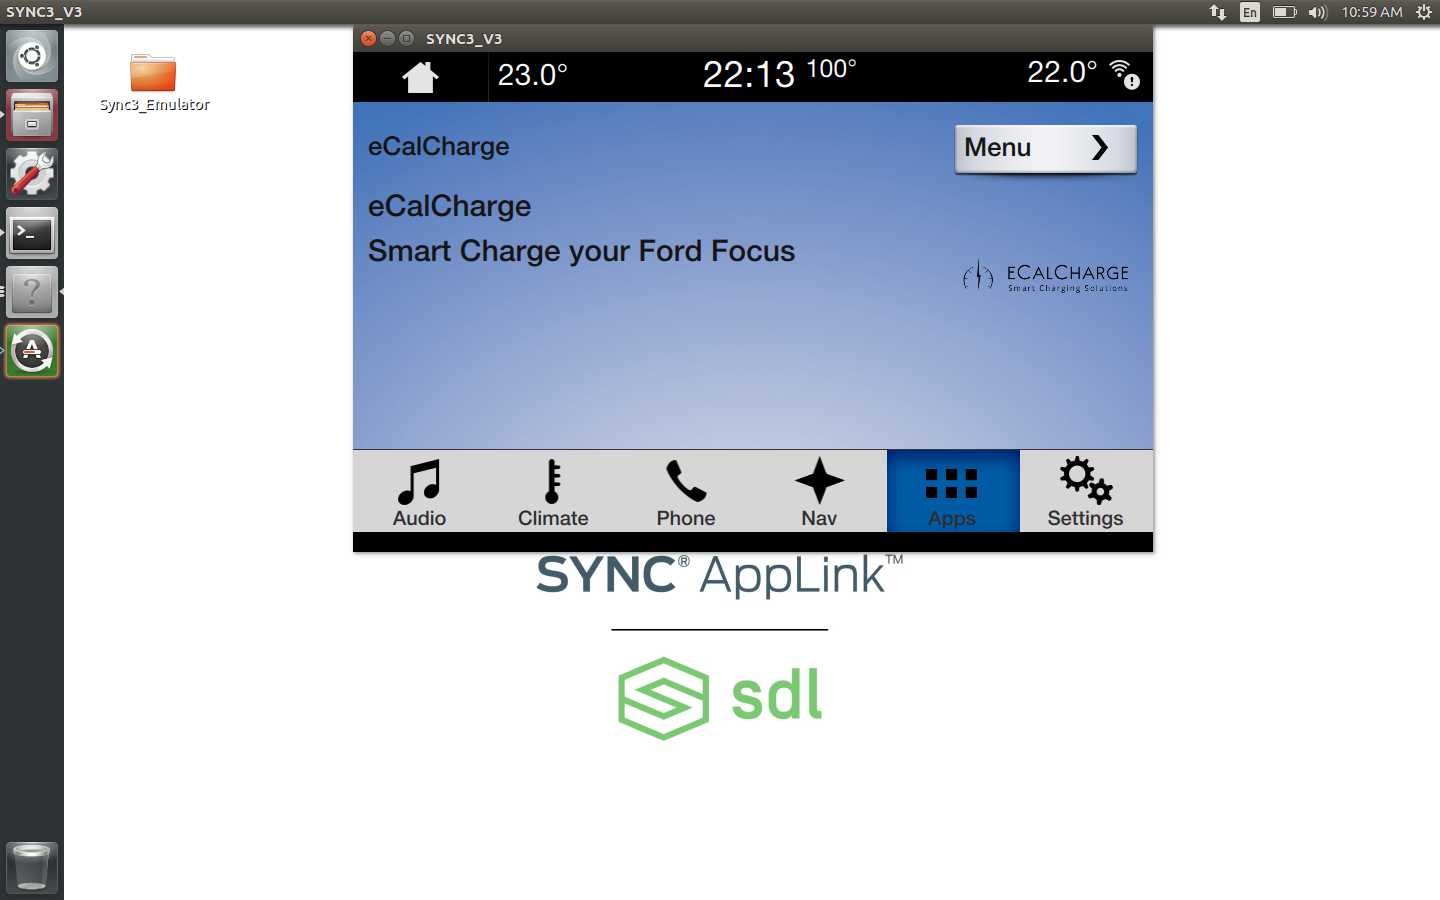 SYNC3_V3
En
10:59 AM
Sync3_Emulator
SYNC3_V3
23.0°
22:13
100°
22.0°
eCalCharge
Menu
eCalCharge
Smart Charge your Ford Focus
ECALCHARGE
Smart Charging Solutions
Audio
Climate
Phone
Nav
Apps
Settings
SYNC® AppLink™
sdl